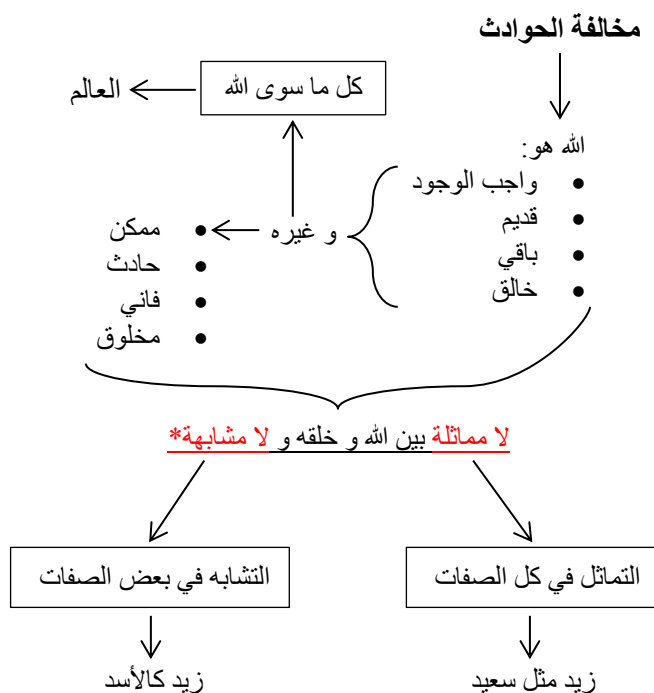 مخالفة الحوادث
كل ما سوى الله
العالم
الله هو:
• واجب الوجود
• قديم
• باقي
• خالق
و غيره
• ممكن
• حادث
• فاني
• مخلوق
لا مماثلة بين الله و خلقه و لا مشابهة*
التماثل في كل الصفات
التشابه في بعض الصفات
زيد مثل سعيد
زيد كالأسد